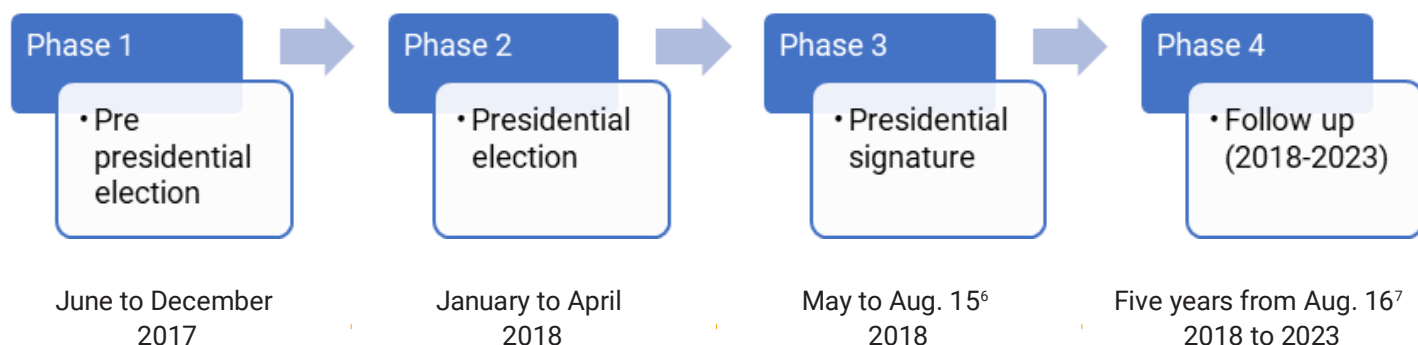 Phase 1
• Pre
presidential
election
Phase 2
• Presidential
election
Phase 3
• Presidential
signature
Phase 4
• Follow up
(2018-2023)
June to December
2017
January to April
2018
May to Aug. 15⁶
2018
Five years from Aug. 16⁷
2018 to 2023